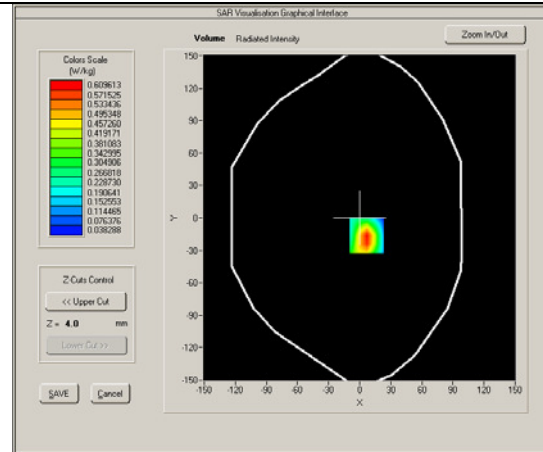 SAR Visualisation Graphical Interface
Volume Radiated Intensity
Zoom In/Out
Colors Scale
(W/kg)
0.609613
0.571525
0.533436
0.495348
0.457260
0.419171
0.381083
0.342995
0.304906
0.266818
0.228730
0.190641
0.152553
0.114465
0.076376
0.038288
Z Cuts Control
<< Upper Cut
Z = 4.0 mm
Lower Cut >>
SAVE Cancel
150
120
90
60
30
Y 0
-30
-60
-90
-120
-150
-150 -120 -90 -60 -30 0 30 60 90 120 150
X